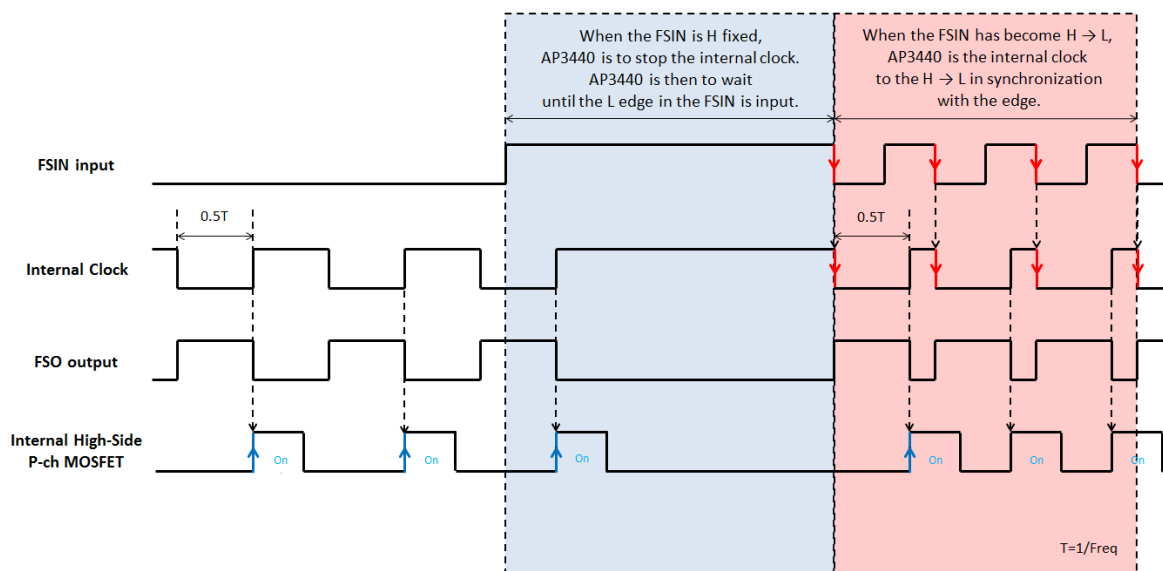 When the FSIN is H fixed,
AP3440 is to stop the internal clock.
AP3440 is then to wait
until the L edge in the FSIN is input.
When the FSIN has become H → L,
AP3440 is the internal clock
to the H → L in synchronization
with the edge.
FSIN input
0.5T
0.5T
Internal Clock
FSO output
Internal High-Side
P-ch MOSFET
On
On
On
On
On
On
T=1/Freq